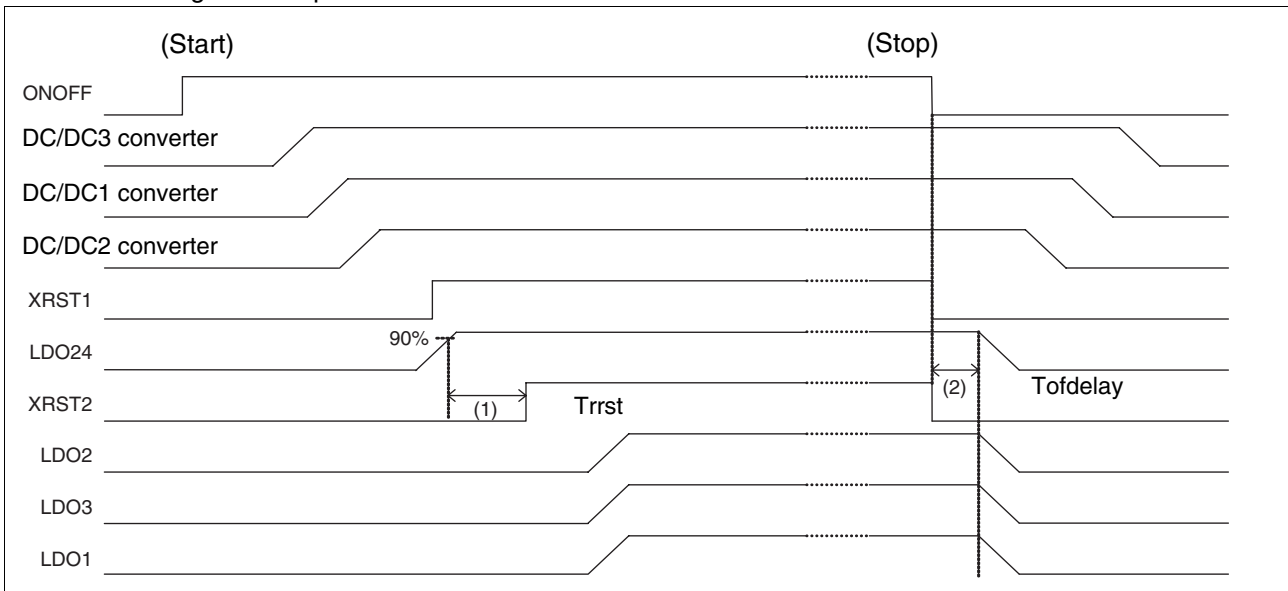 (Start) (Stop)
ONOFF
DC/DC3 converter
DC/DC1 converter
DC/DC2 converter
XRST1
90%
LDO24
XRST2 (1) Trrst (2) Tofdelay
LDO2
LDO3
LDO1